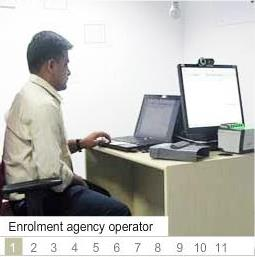 Enrolment agency operator
1 2 3 4 5 6 7 8 9 10 11